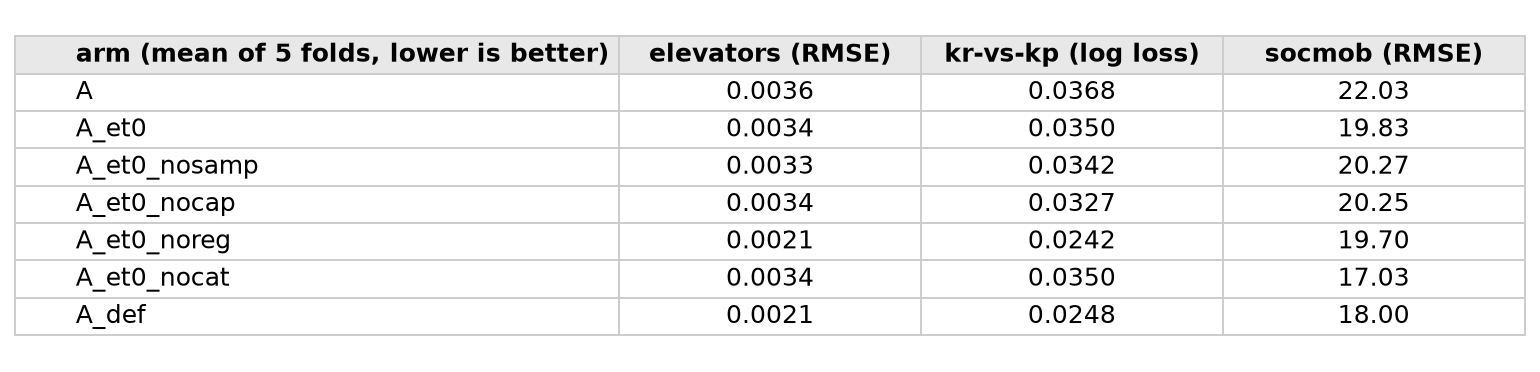 arm (mean of 5 folds, lower is better) elevators (RMSE) kr-vs-kp (log loss) socmob (RMSE)
A 0.0036 0.0368 22.03
A_et0 0.0034 0.0350 19.83
A_et0_nosamp 0.0033 0.0342 20.27
A_et0_nocap 0.0034 0.0327 20.25
A_et0_noreg 0.0021 0.0242 19.70
A_et0_nocat 0.0034 0.0350 17.03
A_def 0.0021 0.0248 18.00